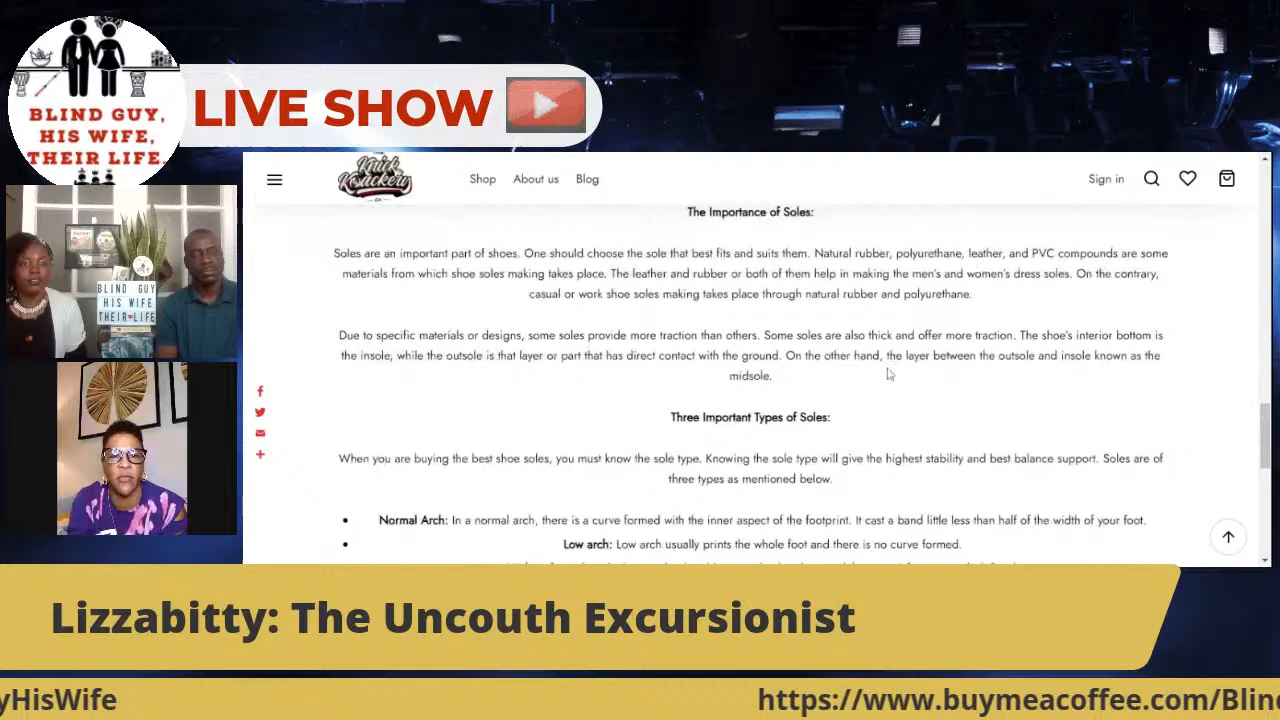 BLIND GUY,
HIS WIFE,
THEIR LIFE.
LIVE SHOW
Knick
Knackery
Shop About us Blog Sign in
The Importance of Soles:
Soles are an important part of shoes. One should choose the sole that best fits and suits them. Natural rubber, polyurethane, leather, and PVC compounds are some
materials from which shoe soles making takes place. The leather and rubber or both of them help in making the men's and women's dress soles. On the contrary,
casual or work shoe soles making takes place through natural rubber and polyurethane.
Due to specific materials or designs, some soles provide more traction than others. Some soles are also thick and offer more traction. The shoe's interior bottom is
the insole, while the outsole is that layer or part that has direct contact with the ground. On the other hand, the layer between the outsole and insole known as the
midsole.
Three Important Types of Soles:
When you are buying the best shoe soles, you must know the sole type. Knowing the sole type will give the highest stability and best balance support. Soles are of
three types as mentioned below.
Normal Arch: In a normal arch, there is a curve formed with the inner aspect of the footprint. It cast a band little less than half of the width of your foot.
Low arch: Low arch usually prints the whole foot and there is no curve formed.
BLIND GUY
HIS WIFE
THEIR LIFE
Lizzabitty: The Uncouth Excursionist
yHisWife https://www.buymeacoffee.com/Blind